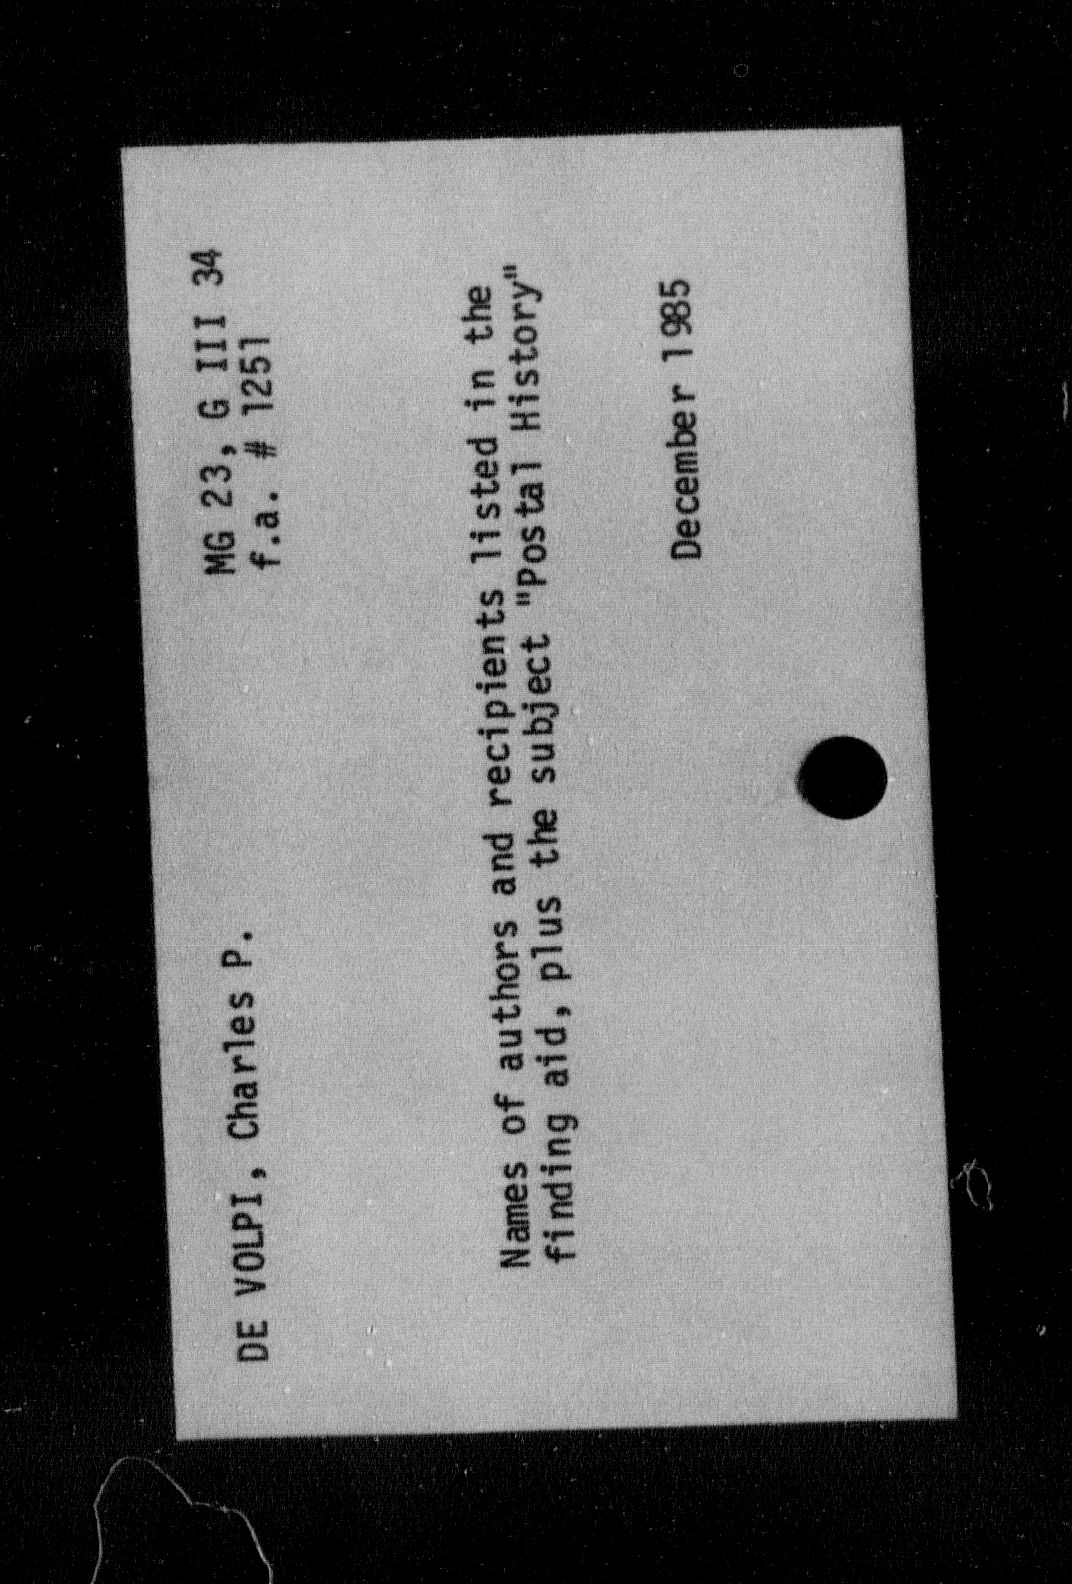 DE VOLPI, Charles P. MG 23, G III 34
f.a. # 1251
Names of authors and recipients listed in the
finding aid, plus the subject "Postal History"
December 1985